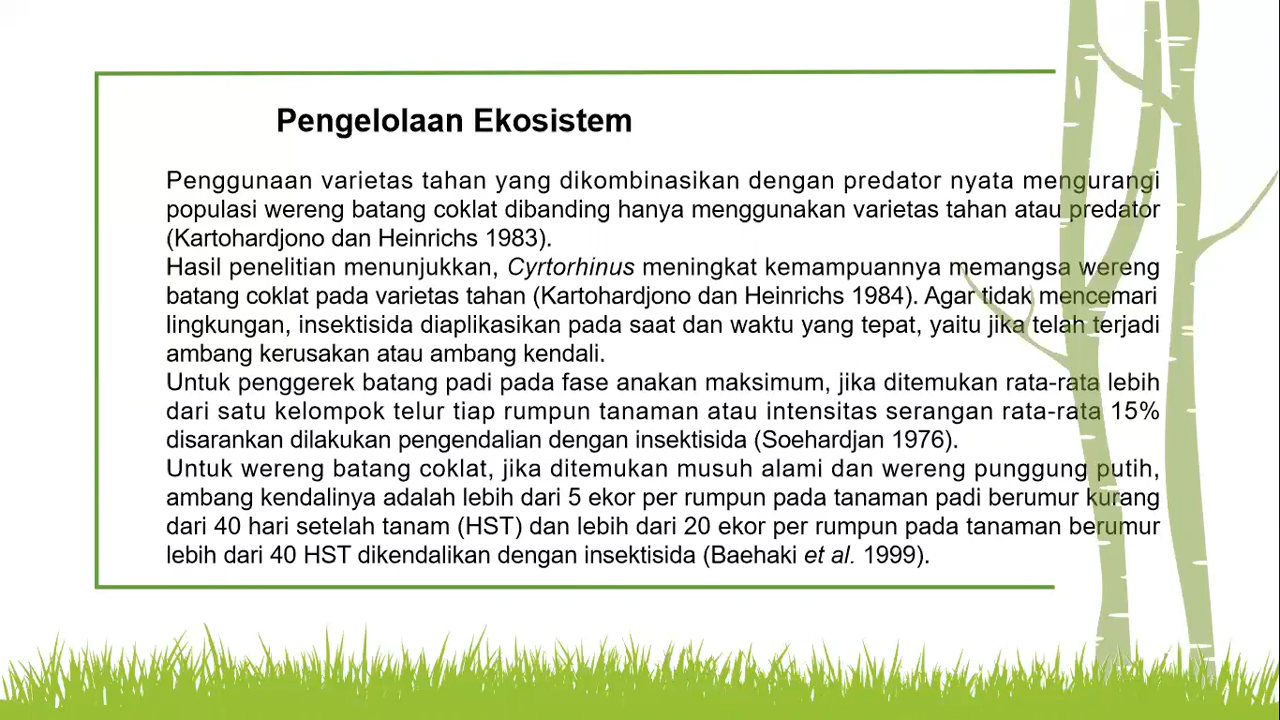 Pengelolaan Ekosistem
Penggunaan varietas tahan yang dikombinasikan dengan predator nyata mengurangi
populasi wereng batang coklat dibanding hanya menggunakan varietas tahan atau predator
(Kartohardjono dan Heinrichs 1983).
Hasil penelitian menunjukkan, Cyrtorhinus meningkat kemampuannya memangsa wereng
batang coklat pada varietas tahan (Kartohardjono dan Heinrichs 1984). Agar tidak mencemari
lingkungan, insektisida diaplikasikan pada saat dan waktu yang tepat, yaitu jika telah terjadi
ambang kerusakan atau ambang kendali.
Untuk penggerek batang padi pada fase anakan maksimum, jika ditemukan rata-rata lebih
dari satu kelompok telur tiap rumpun tanaman atau intensitas serangan rata-rata 15%
disarankan dilakukan pengendalian dengan insektisida (Soehardjan 1976).
Untuk wereng batang coklat, jika ditemukan musuh alami dan wereng punggung putih,
ambang kendalinya adalah lebih dari 5 ekor per rumpun pada tanaman padi berumur kurang
dari 40 hari setelah tanam (HST) dan lebih dari 20 ekor per rumpun pada tanaman berumur
lebih dari 40 HST dikendalikan dengan insektisida (Baehaki et al. 1999).